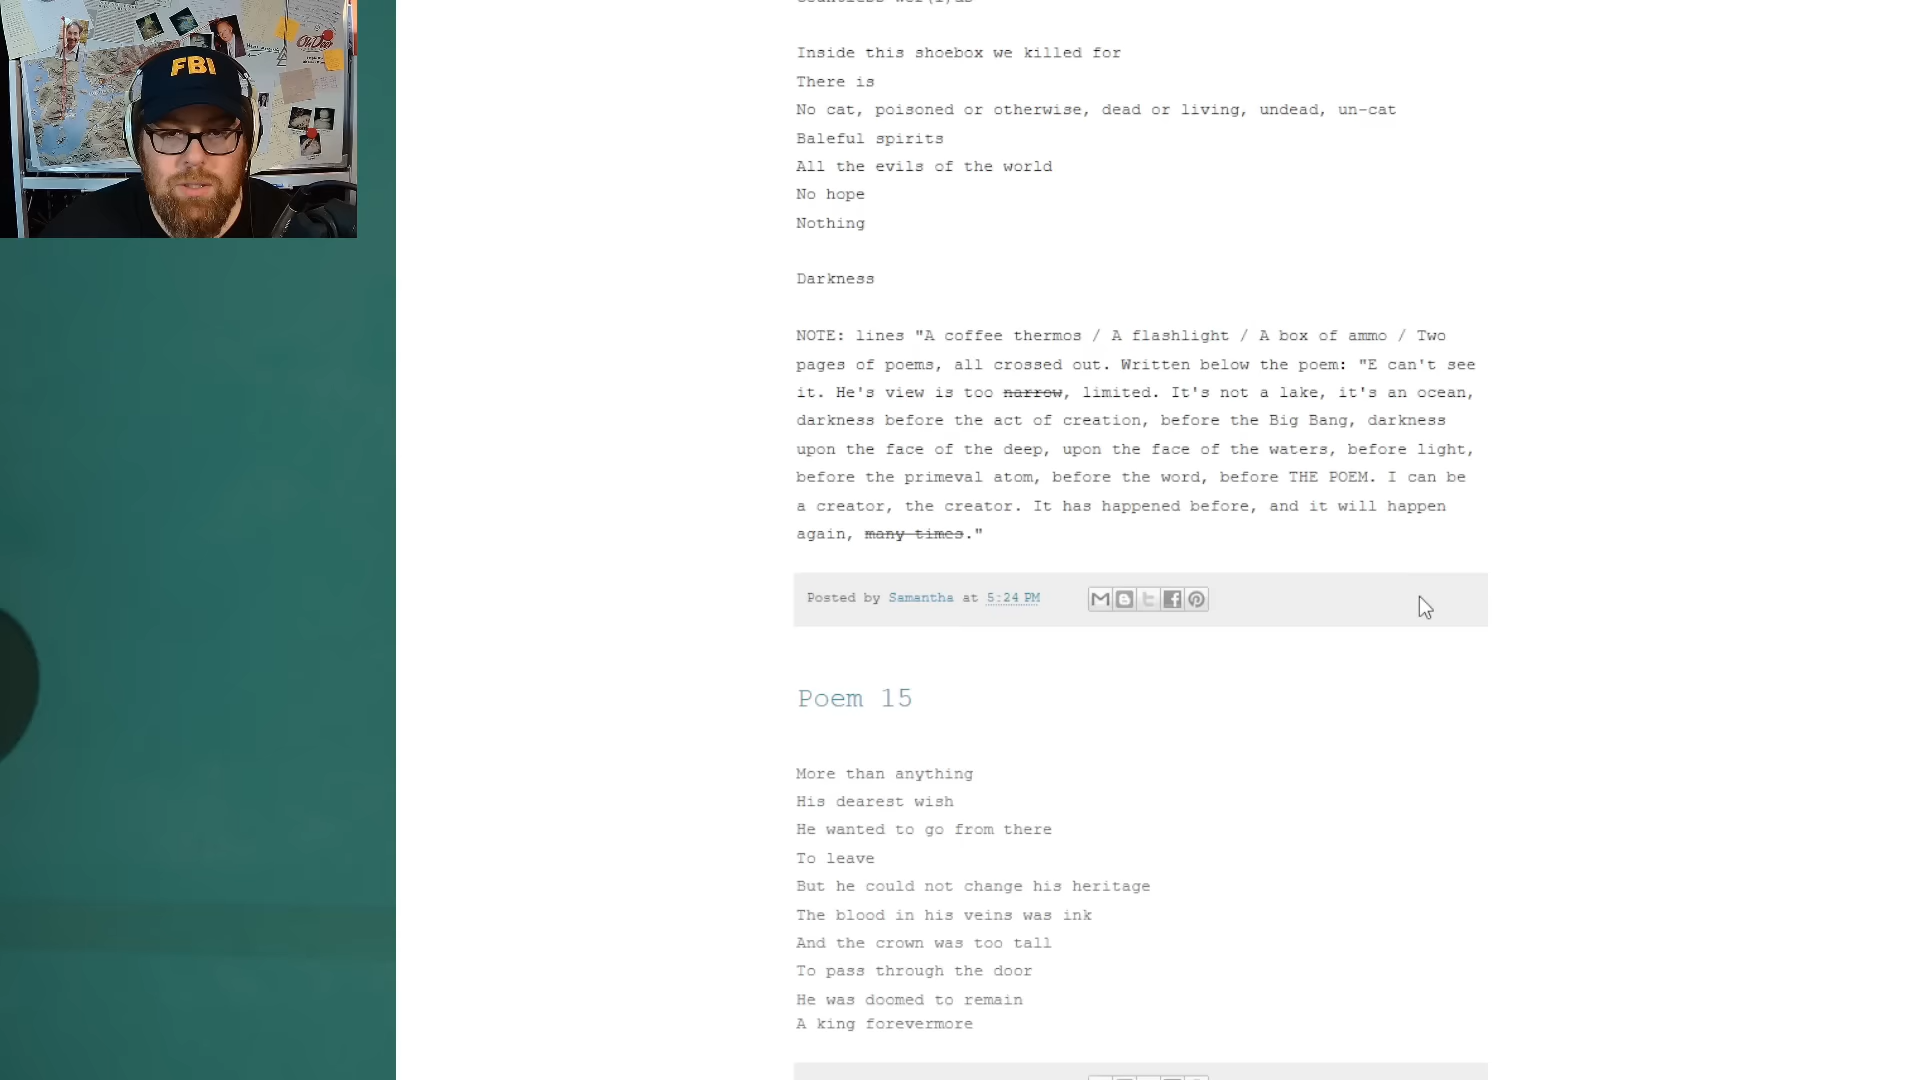 FBI
Inside this shoebox we killed for
There is
No cat, poisoned or otherwise, dead or living, undead, un-cat
Baleful spirits
All the evils of the world
No hope
Nothing
Darkness
NOTE: lines "A coffee thermos / A flashlight / A box of ammo / Two
pages of poems, all crossed out. Written below the poem: "E can't see
it. He's view is too narrow, limited. It's not a lake, it's an ocean,
darkness before the act of creation, before the Big Bang, darkness
upon the face of the deep, upon the face of the waters, before light,
before the primeval atom, before the word, before THE POEM. I can be
a creator, the creator. It has happened before, and it will happen
again, many times."
Posted by Samantha at 5:24 PM
Poem 15
More than anything
His dearest wish
He wanted to go from there
To leave
But he could not change his heritage
The blood in his veins was ink
And the crown was too tall
To pass through the door
He was doomed to remain
A king forevermore